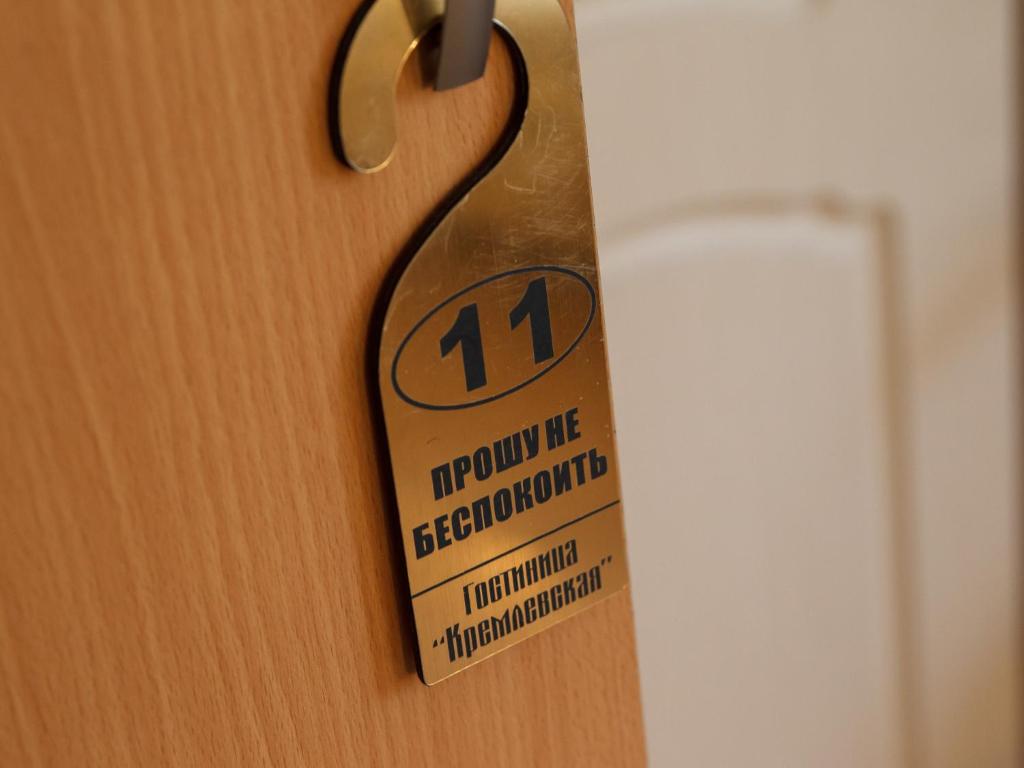 11
ПРОШУ НЕ
БЕСПОКОИТЬ
Гостиница
“Кремлевская”